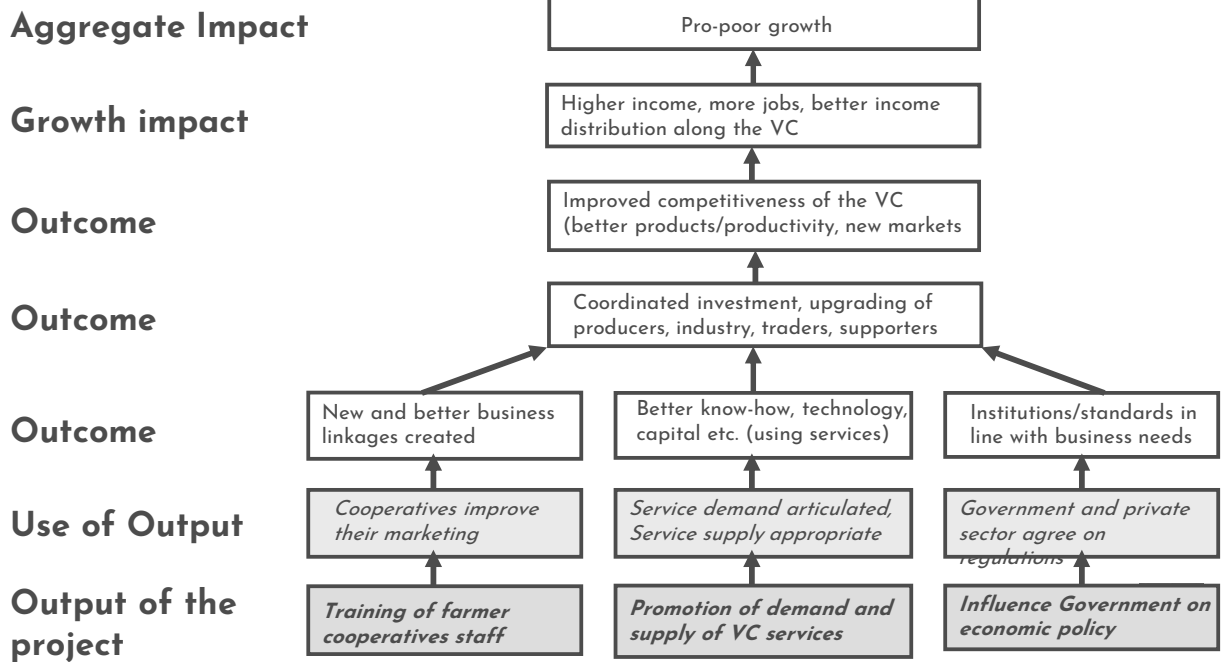 Aggregate Impact
Pro-poor growth
Growth impact
Higher income, more jobs, better income
distribution along the VC
Outcome
Improved competitiveness of the VC
(better products/productivity, new markets
Outcome
Coordinated investment, upgrading of
producers, industry, traders, supporters
Outcome
New and better business
linkages created
Better know-how, technology,
capital etc. (using services)
Institutions/standards in
line with business needs
Use of Output
Cooperatives improve
their marketing
Service demand articulated,
Service supply appropriate
Government and private
sector agree on
regulations
Output of the
project
Training of farmer
cooperatives staff
Promotion of demand and
supply of VC services
Influence Government on
economic policy